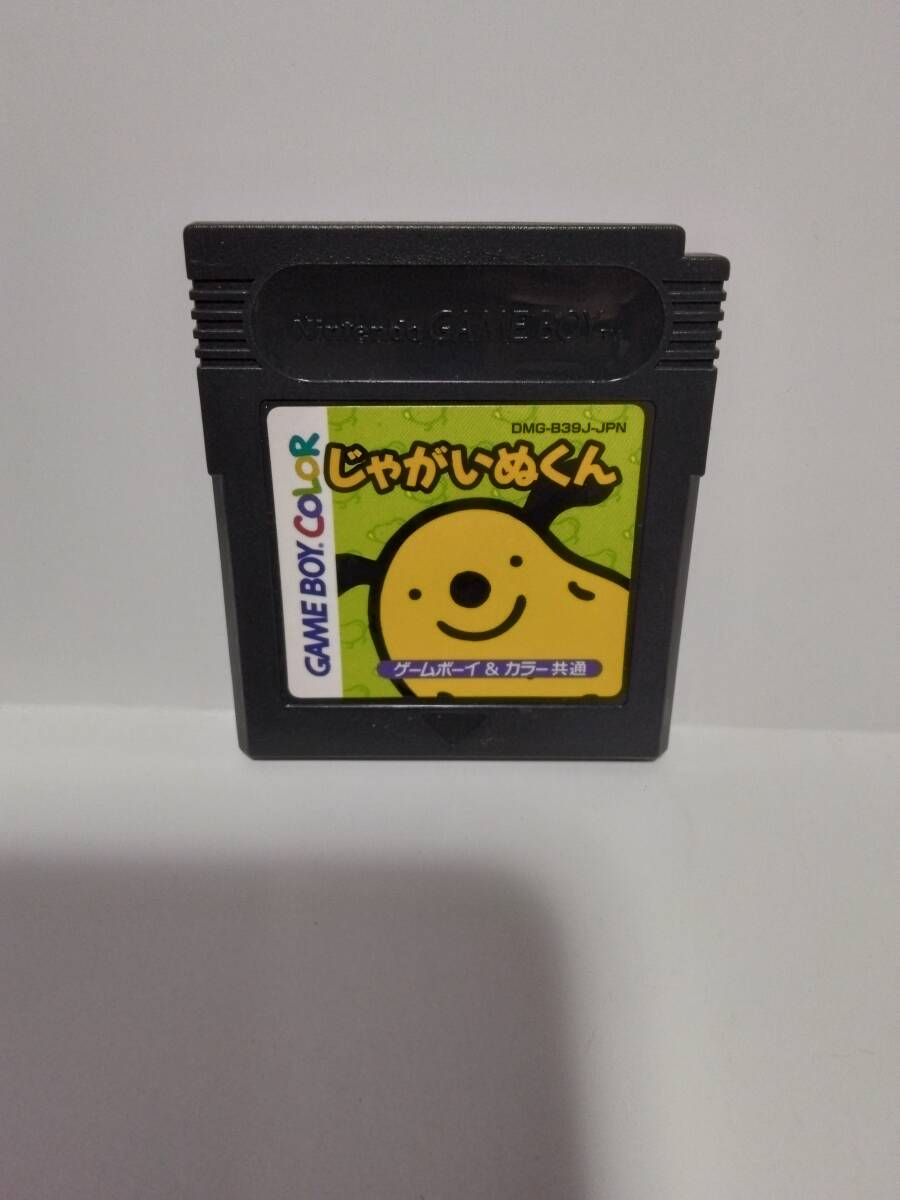 Nintendo GAME BOY™
DMG-B39J-JPN
じゃがいぬくん
GAME BOY COLOR
ゲームボーイ & カラー共通